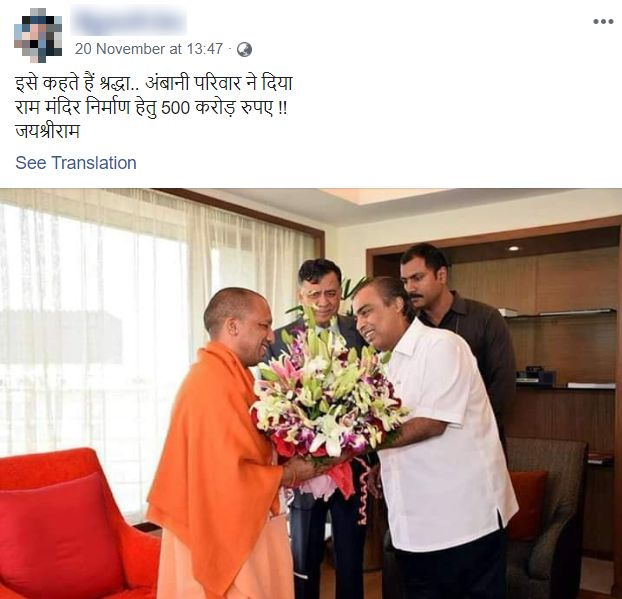 20 November at 13:47 ·
इसे कहते हैं श्रद्धा.. अंबानी परिवार ने दिया
राम मंदिर निर्माण हेतु 500 करोड़ रुपए !!
जयश्रीराम
See Translation